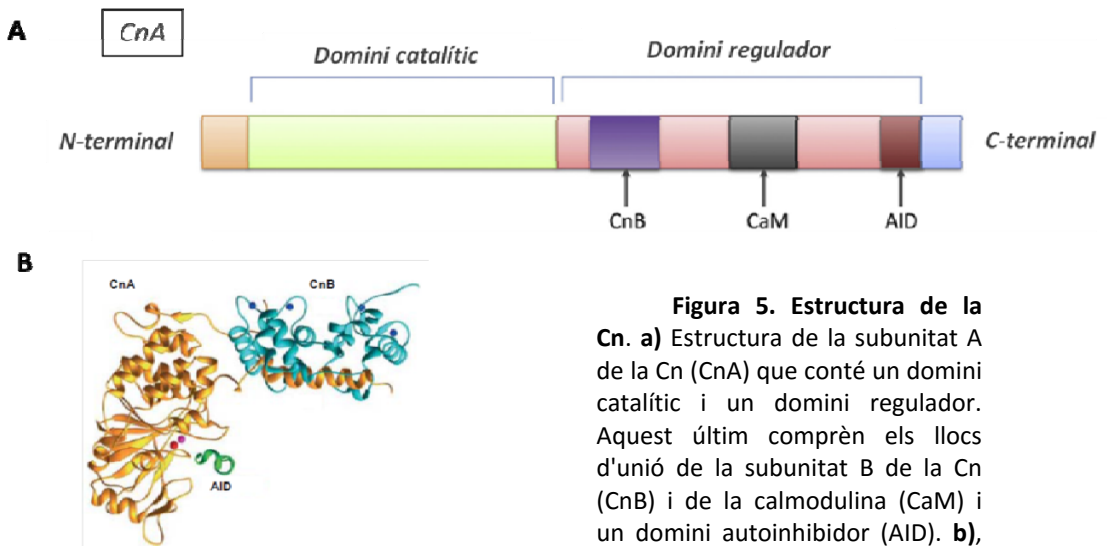 A
CnA
Domini catalític
Domini regulador
N-terminal
C-terminal
CnB
CaM
AID
B
CnA
CnB
AID
Figura 5. Estructura de la
Cn. a) Estructura de la subunitat A
de la Cn (CnA) que conté un domini
catalític i un domini regulador.
Aquest últim comprèn els llocs
d'unió de la subunitat B de la Cn
(CnB) i de la calmodulina (CaM) i
un domini autoinhibidor (AID). b),